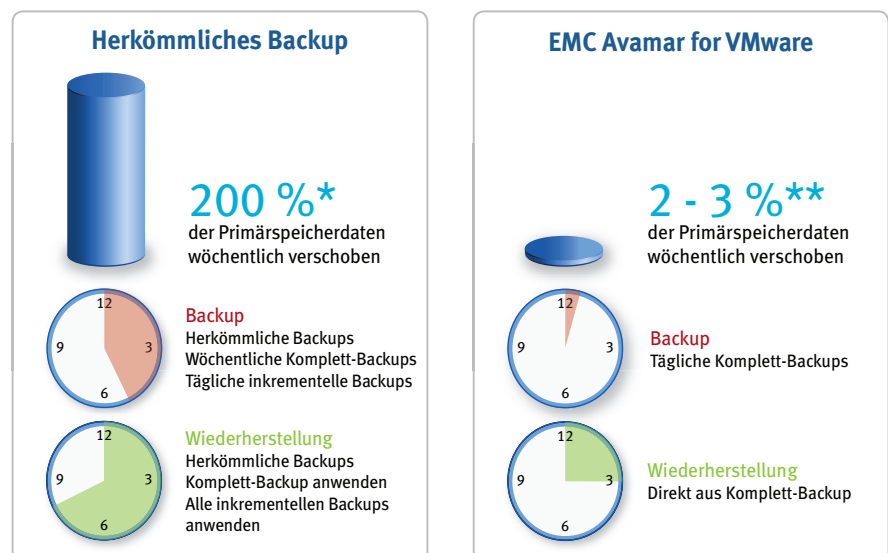 Herkömmliches Backup
200 %*
der Primärspeicherdaten
wöchentlich verschoben
12
3
6
9
Backup
Herkömmliche Backups
Wöchentliche Komplett-Backups
Tägliche inkrementelle Backups
12
3
6
9
Wiederherstellung
Herkömmliche Backups
Komplett-Backup anwenden
Alle inkrementellen Backups
anwenden
EMC Avamar for VMware
2 - 3 %**
der Primärspeicherdaten
wöchentlich verschoben
12
3
6
9
Backup
Tägliche Komplett-Backups
12
3
6
9
Wiederherstellung
Direkt aus Komplett-Backup